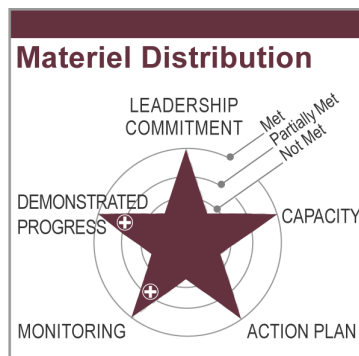 Materiel Distribution
LEADERSHIP
COMMITMENT
Met
Partially Met
Not Met
DEMONSTRATED
PROGRESS
CAPACITY
MONITORING
ACTION PLAN